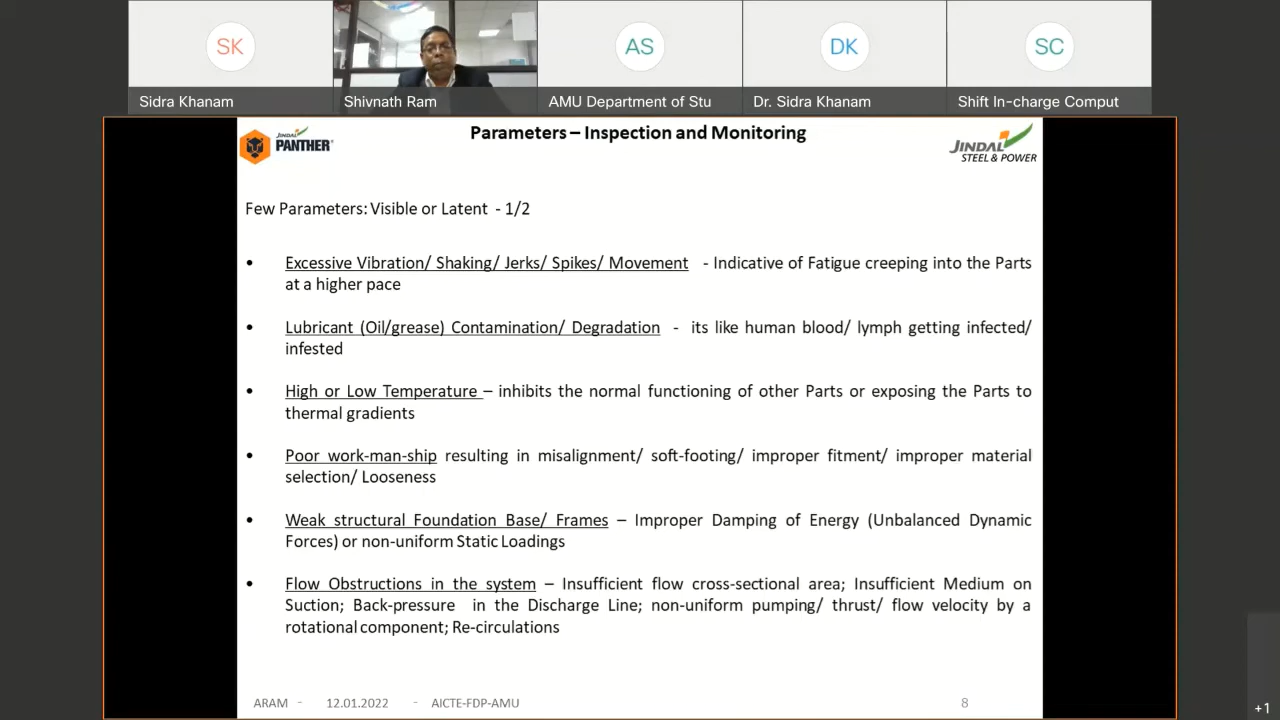 SK
AS
DK
SC
Sidra Khanam
Shivnath Ram
AMU Department of Stu
Dr. Sidra Khanam
Shift In-charge Comput
JINDAL
PANTHER
Parameters – Inspection and Monitoring
JINDAL
STEEL & POWER
Few Parameters: Visible or Latent - 1/2
• Excessive Vibration/ Shaking/ Jerks/ Spikes/ Movement - Indicative of Fatigue creeping into the Parts
at a higher pace
• Lubricant (Oil/grease) Contamination/ Degradation - its like human blood/ lymph getting infected/
infested
• High or Low Temperature – inhibits the normal functioning of other Parts or exposing the Parts to
thermal gradients
• Poor work-man-ship resulting in misalignment/ soft-footing/ improper fitment/ improper material
selection/ Looseness
• Weak structural Foundation Base/ Frames – Improper Damping of Energy (Unbalanced Dynamic
Forces) or non-uniform Static Loadings
• Flow Obstructions in the system – Insufficient flow cross-sectional area; Insufficient Medium on
Suction; Back-pressure in the Discharge Line; non-uniform pumping/ thrust/ flow velocity by a
rotational component; Re-circulations
ARAM - 12.01.2022 - AICTE-FDP-AMU 8
+1